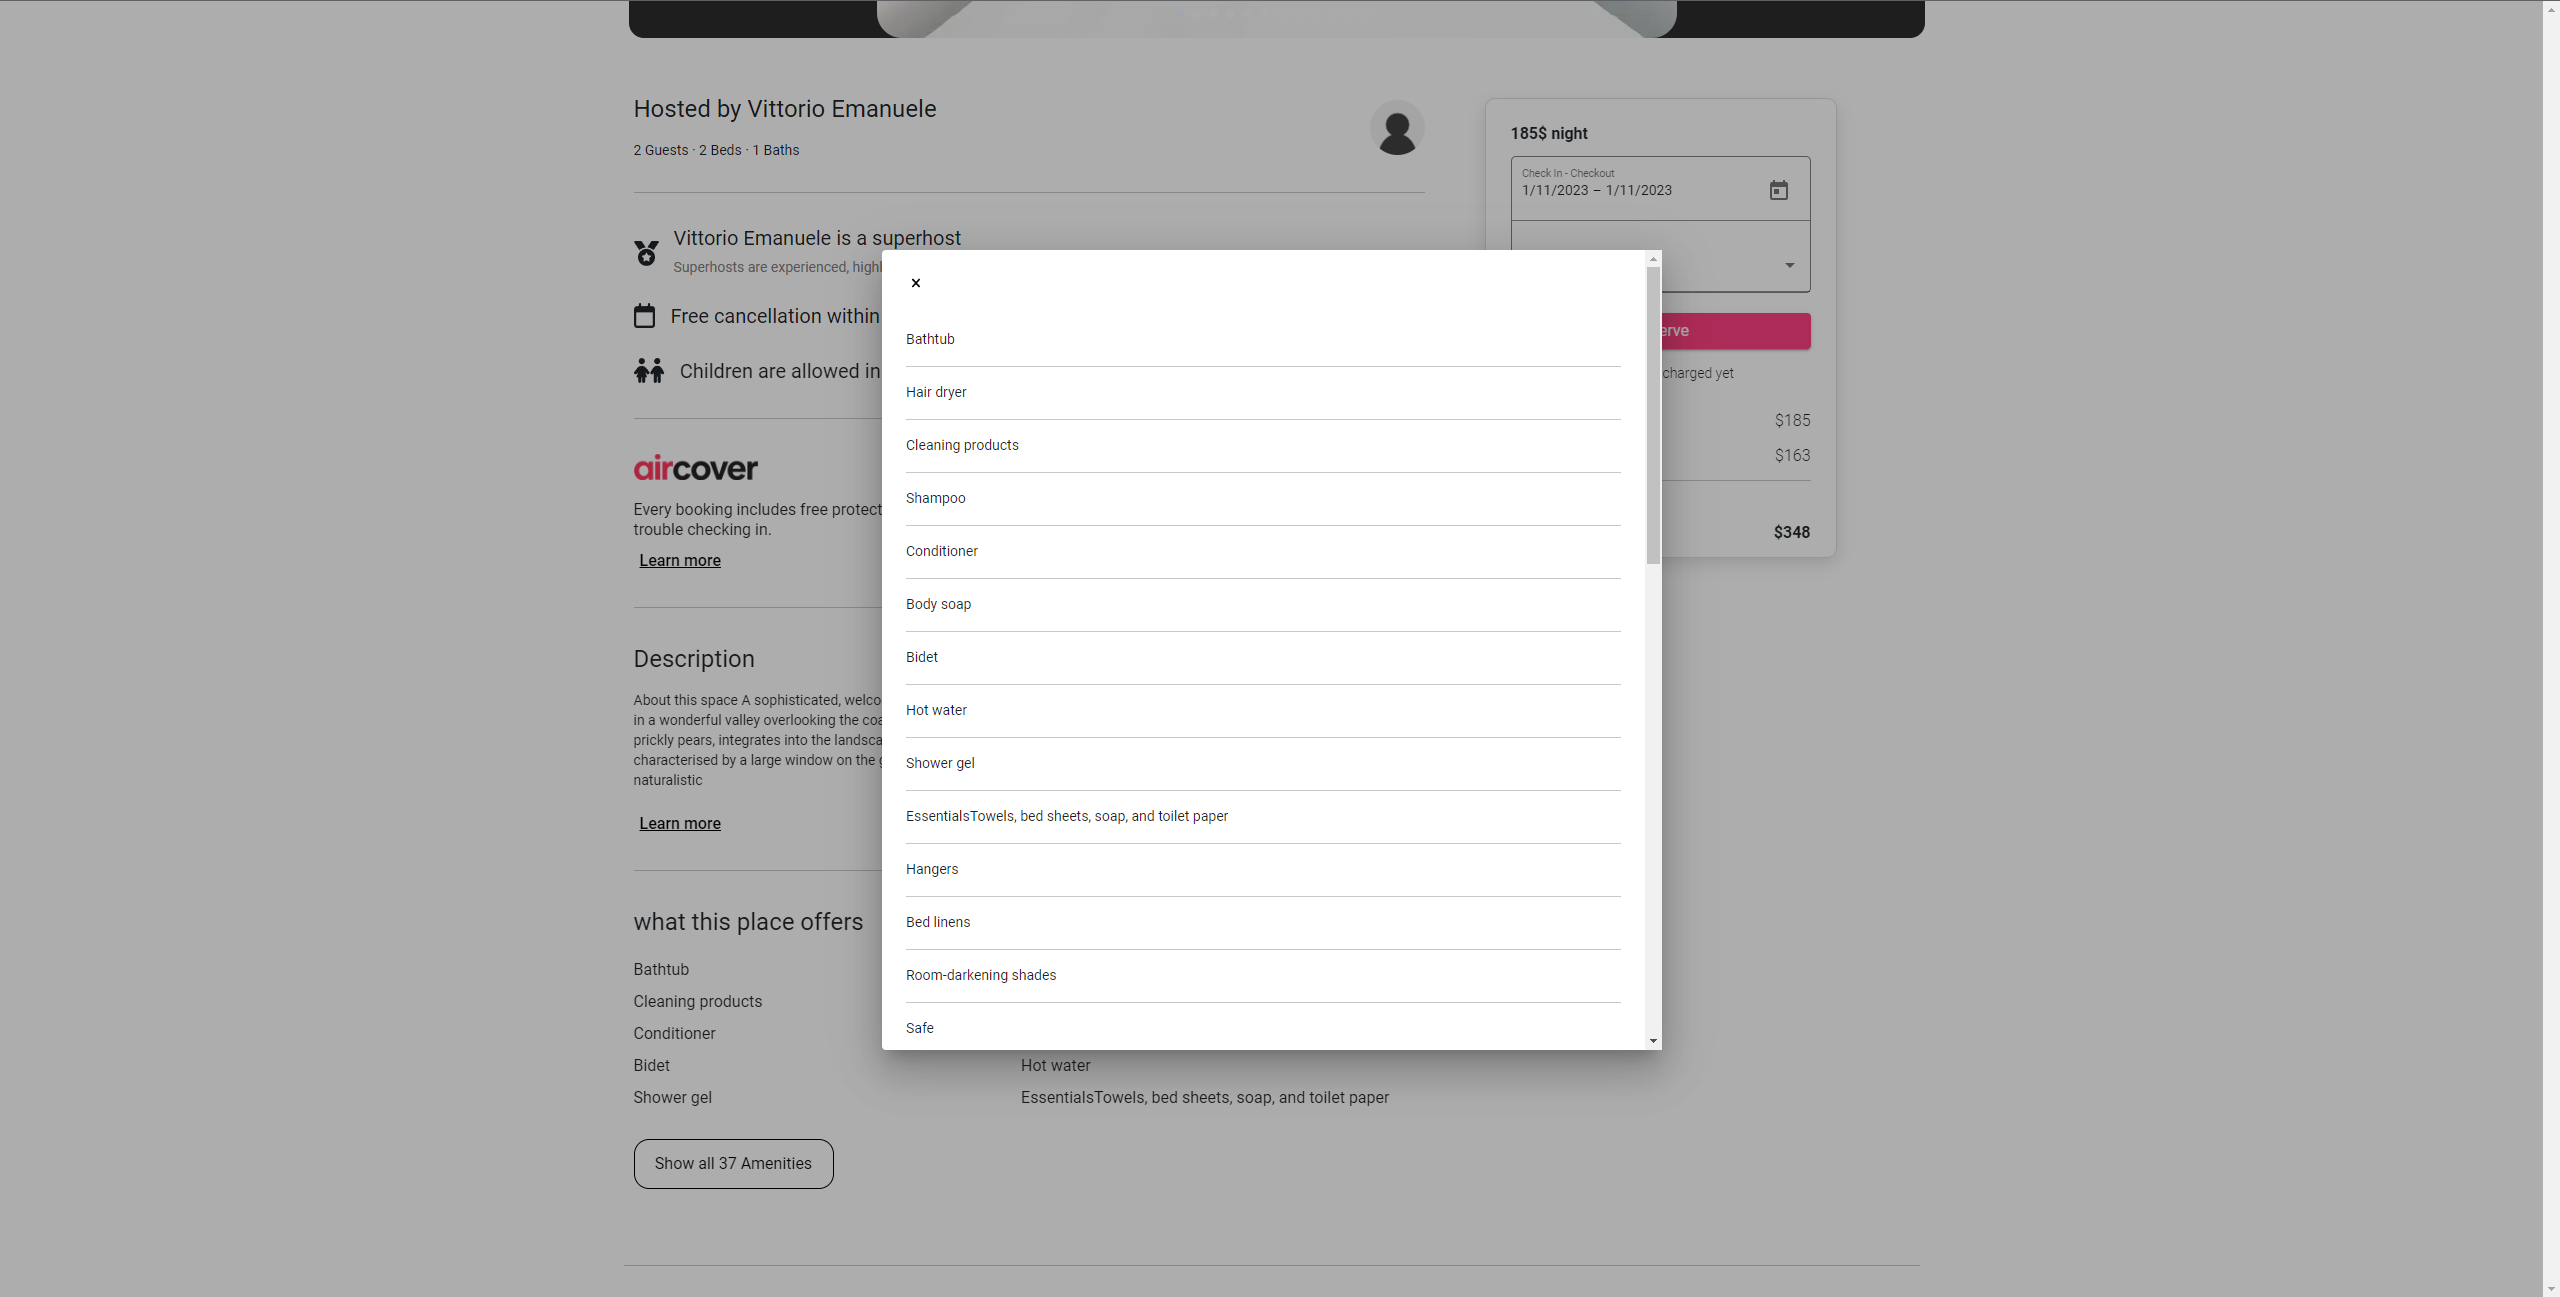 Hosted by Vittorio Emanuele
2 Guests · 2 Beds · 1 Baths
Vittorio Emanuele is a superhost
Superhosts are experienced, highl
Free cancellation within
Children are allowed in
aircover
Every booking includes free protect
trouble checking in.
Learn more
Description
About this space A sophisticated, welco
in a wonderful valley overlooking the coa
prickly pears, integrates into the landsca
characterised by a large window on the g
naturalistic
Learn more
what this place offers
Bathtub
Cleaning products
Conditioner
Bidet
Hot water
Shower gel
EssentialsTowels, bed sheets, soap, and toilet paper
Show all 37 Amenities
185$ night
Check In - Checkout
1/11/2023 – 1/11/2023
erve
charged yet
$185
$163
$348
×
Bathtub
Hair dryer
Cleaning products
Shampoo
Conditioner
Body soap
Bidet
Hot water
Shower gel
EssentialsTowels, bed sheets, soap, and toilet paper
Hangers
Bed linens
Room-darkening shades
Safe